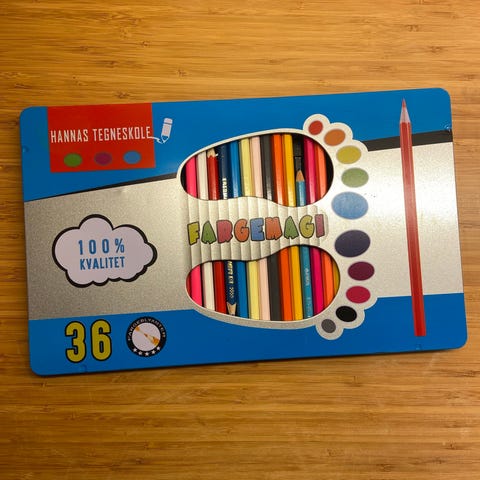 HANNAS TEGNESKOLE
100%
KVALITET
FARGEMAGI
36